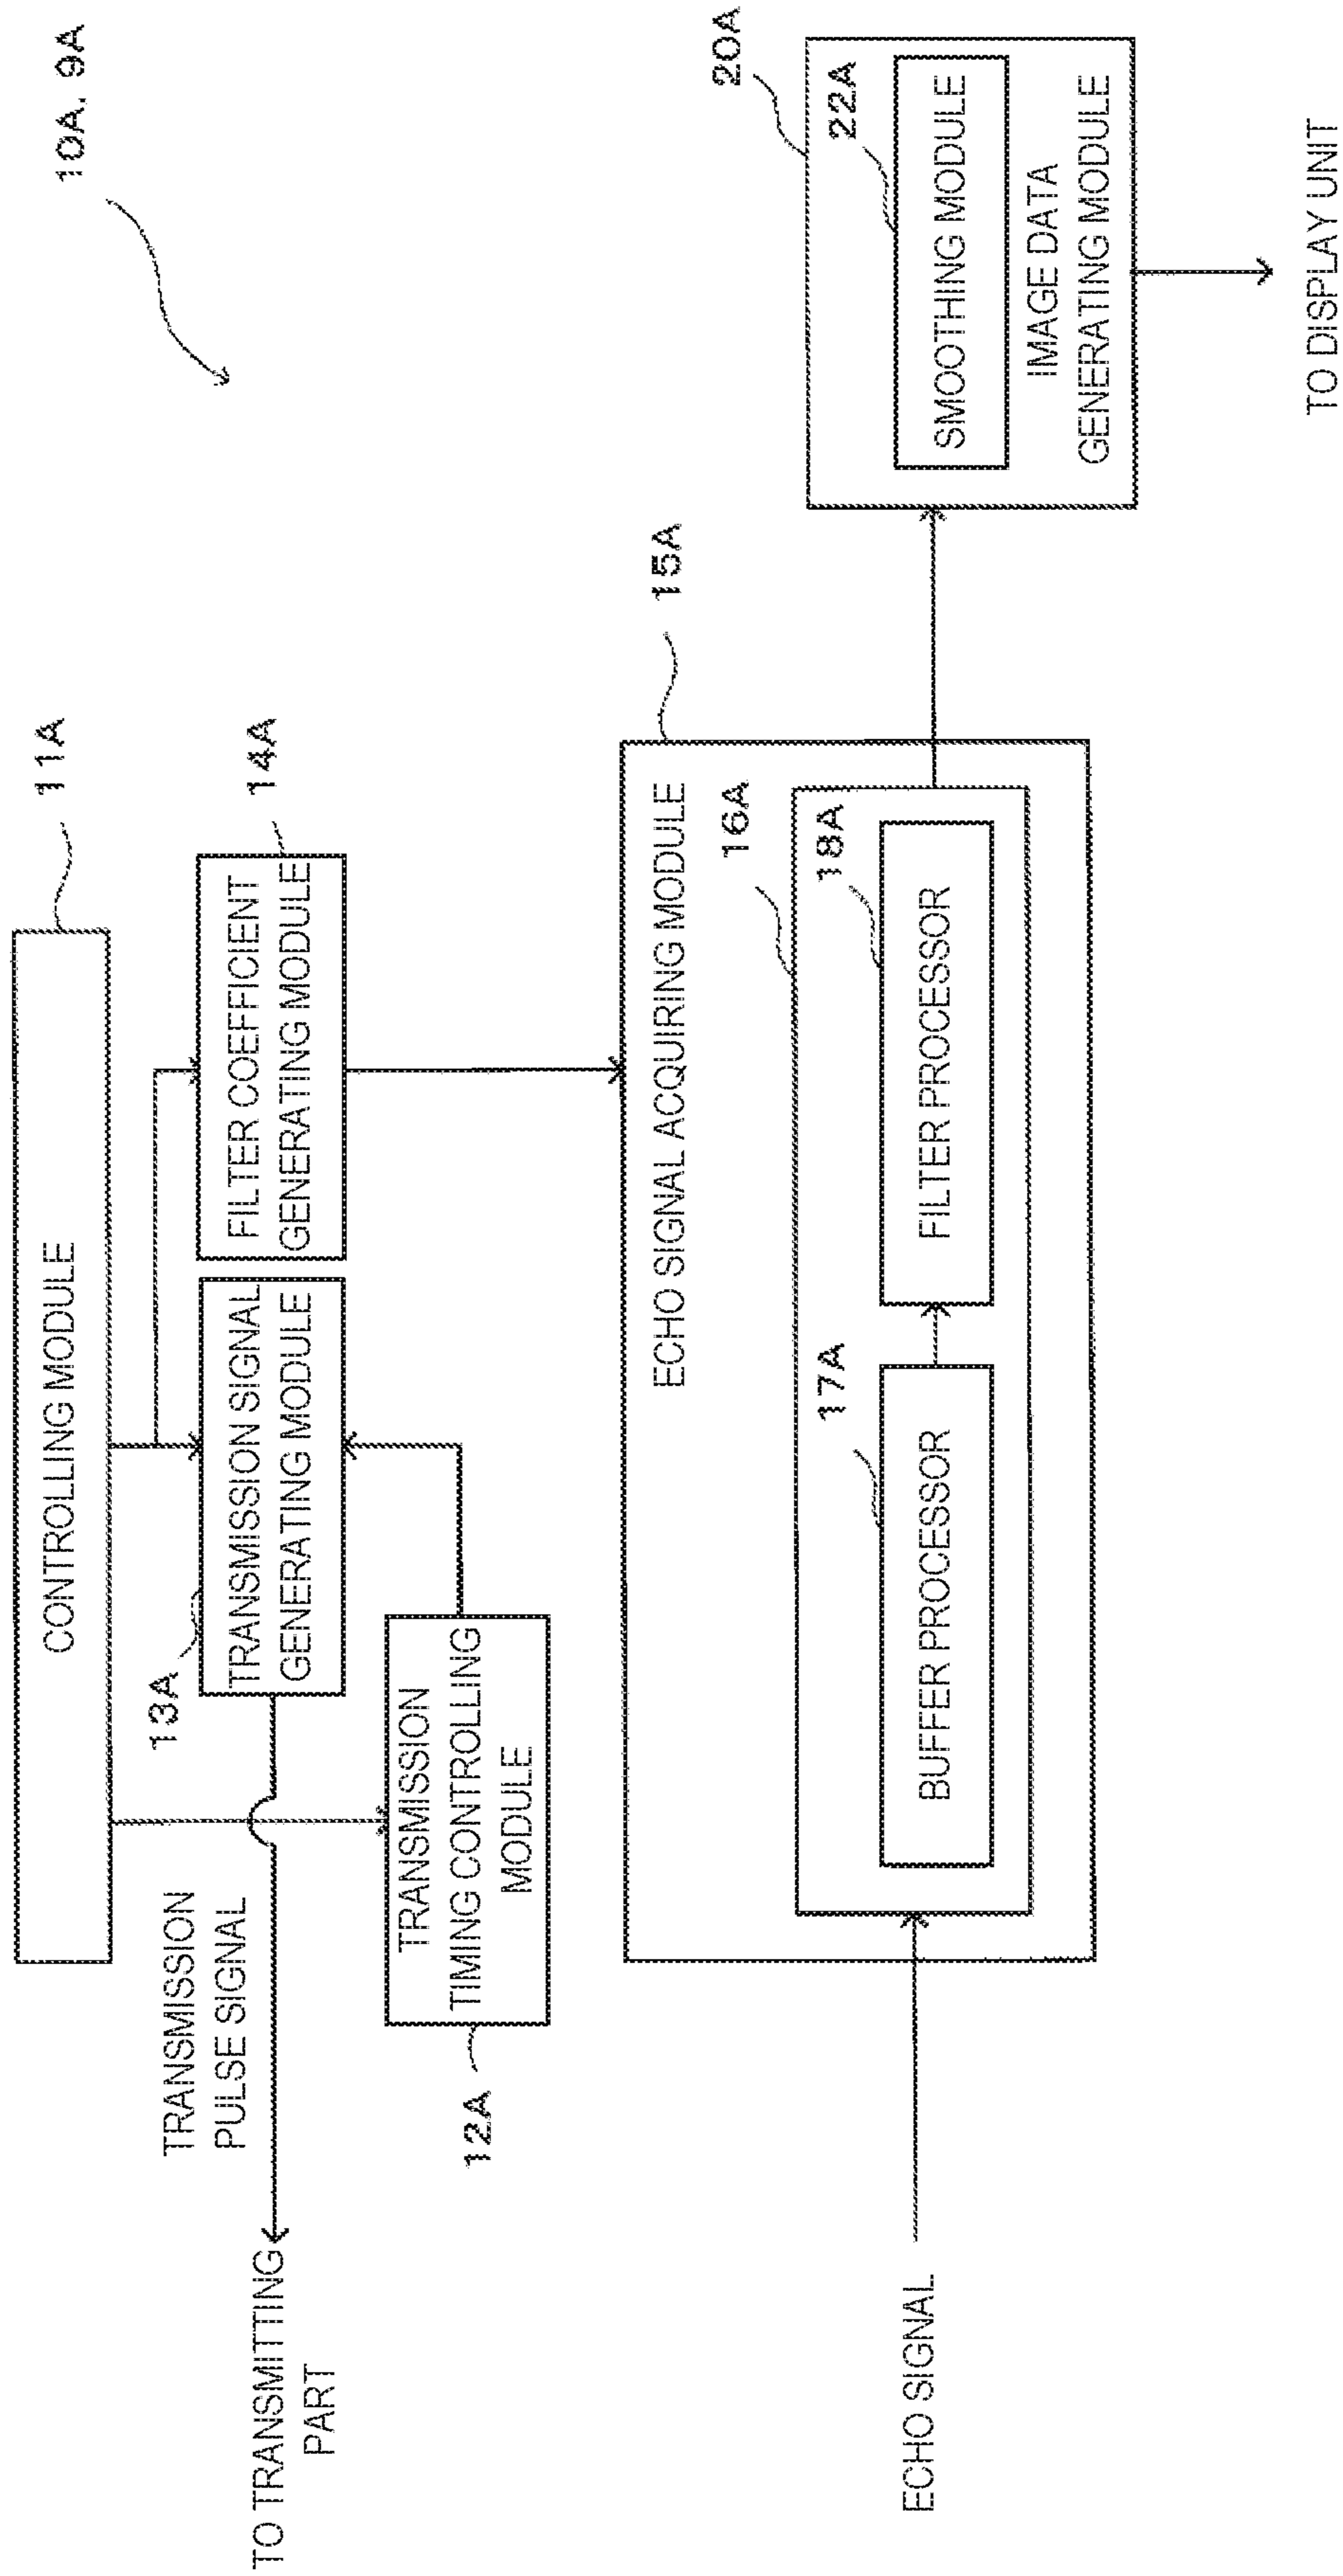 10A, 9A
11A
CONTROLLING MODULE
13A
TRANSMISSION SIGNAL
GENERATING MODULE
14A
FILTER COEFFICIENT
GENERATING MODULE
TRANSMISSION
PULSE SIGNAL
TO TRANSMITTING
PART
12A
TRANSMISSION
TIMING CONTROLLING
MODULE
15A
ECHO SIGNAL ACQUIRING MODULE
16A
17A
BUFFER PROCESSOR
18A
FILTER PROCESSOR
ECHO SIGNAL
20A
22A
SMOOTHING MODULE
IMAGE DATA
GENERATING MODULE
TO DISPLAY UNIT